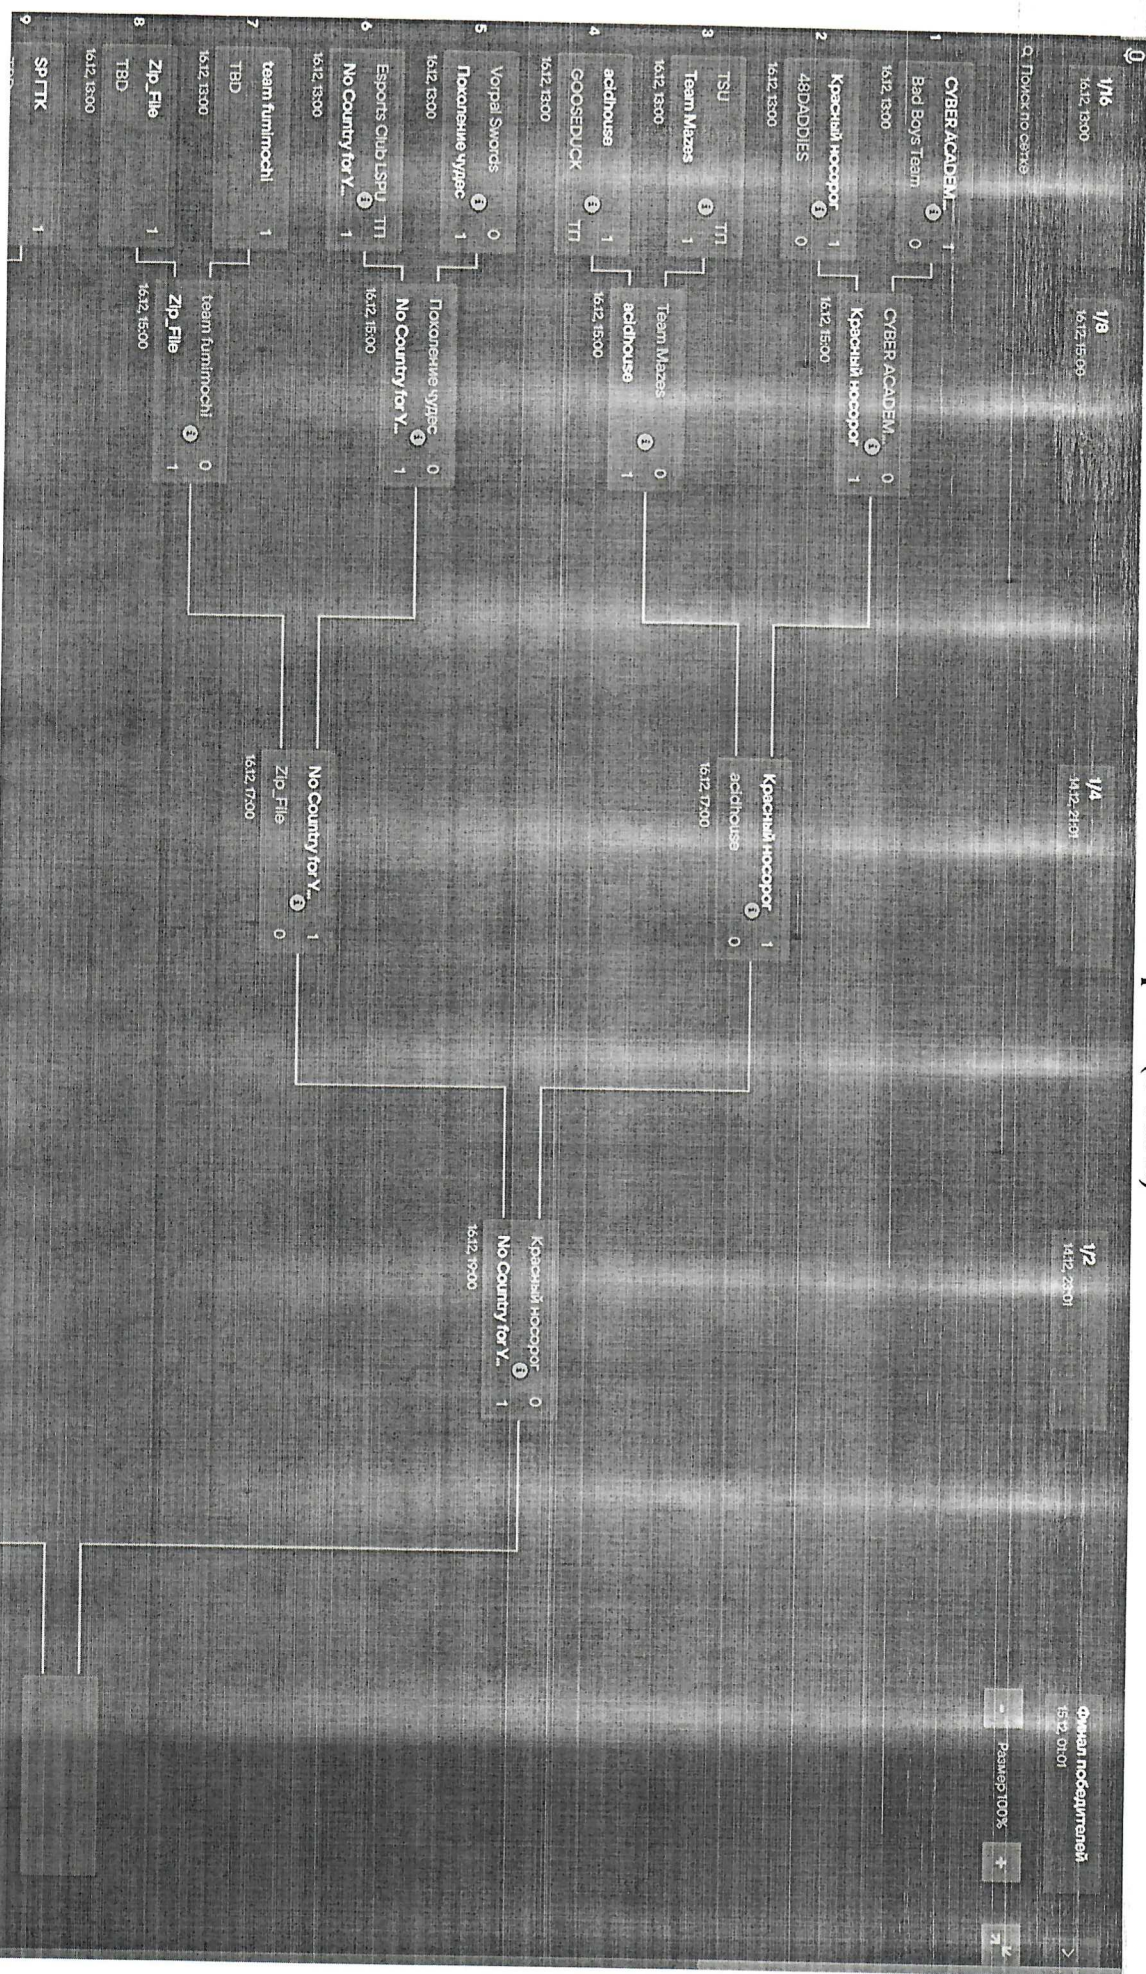 1/16
16.12, 13:00
1/8
16.12, 15:00
1/4
14.12, 21:01
1/2
14.12, 23:01
Финал победителей
15.12, 01:01
Поиск по сетке
- Размер 100% +
1
CYBER ACADEM... 1
Bad Boys Team 0
16.12, 13:00
2
Красный носорог 1
48DADDIES 0
16.12, 13:00
3
TSU ТП
Team Mazes 1
16.12, 13:00
4
acidhouse 1
GOOSEDUCK ТП
16.12, 13:00
5
Vorpal Swords 0
Поколение чудес 1
16.12, 13:00
6
Esports Club LSPU ТП
No Country for Y... 1
16.12, 13:00
7
team fumimochi 1
TBD
16.12, 13:00
8
Zip_File 1
TBD
16.12, 13:00
9
SP ГТК 1
CYBER ACADEM... 0
Красный носорог 1
16.12, 15:00
Team Mazes 0
acidhouse 1
16.12, 15:00
Поколение чудес 0
No Country for Y... 1
16.12, 15:00
team fumimochi 0
Zip_File 1
16.12, 15:00
Красный носорог 1
acidhouse 0
16.12, 17:00
No Country for Y... 1
Zip_File 0
16.12, 17:00
Красный носорог 0
No Country for Y... 1
16.12, 19:00